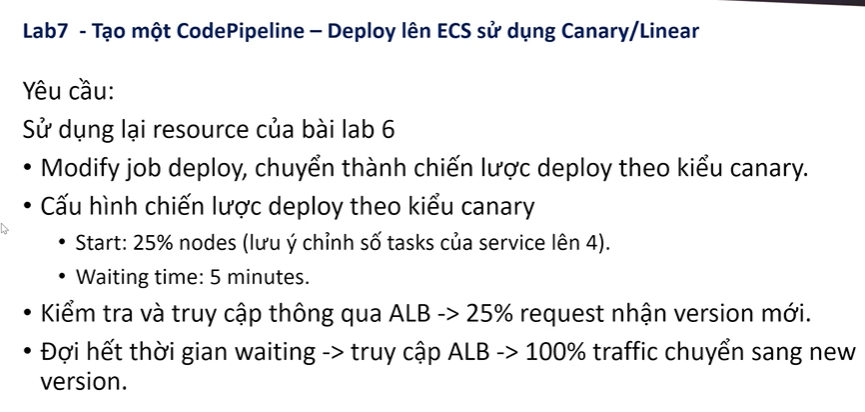 Lab7 - Tạo một CodePipeline – Deploy lên ECS sử dụng Canary/Linear
Yêu cầu:
Sử dụng lại resource của bài lab 6
• Modify job deploy, chuyển thành chiến lược deploy theo kiểu canary.
• Cấu hình chiến lược deploy theo kiểu canary
• Start: 25% nodes (lưu ý chỉnh số tasks của service lên 4).
• Waiting time: 5 minutes.
• Kiểm tra và truy cập thông qua ALB -> 25% request nhận version mới.
• Đợi hết thời gian waiting -> truy cập ALB -> 100% traffic chuyển sang new
version.